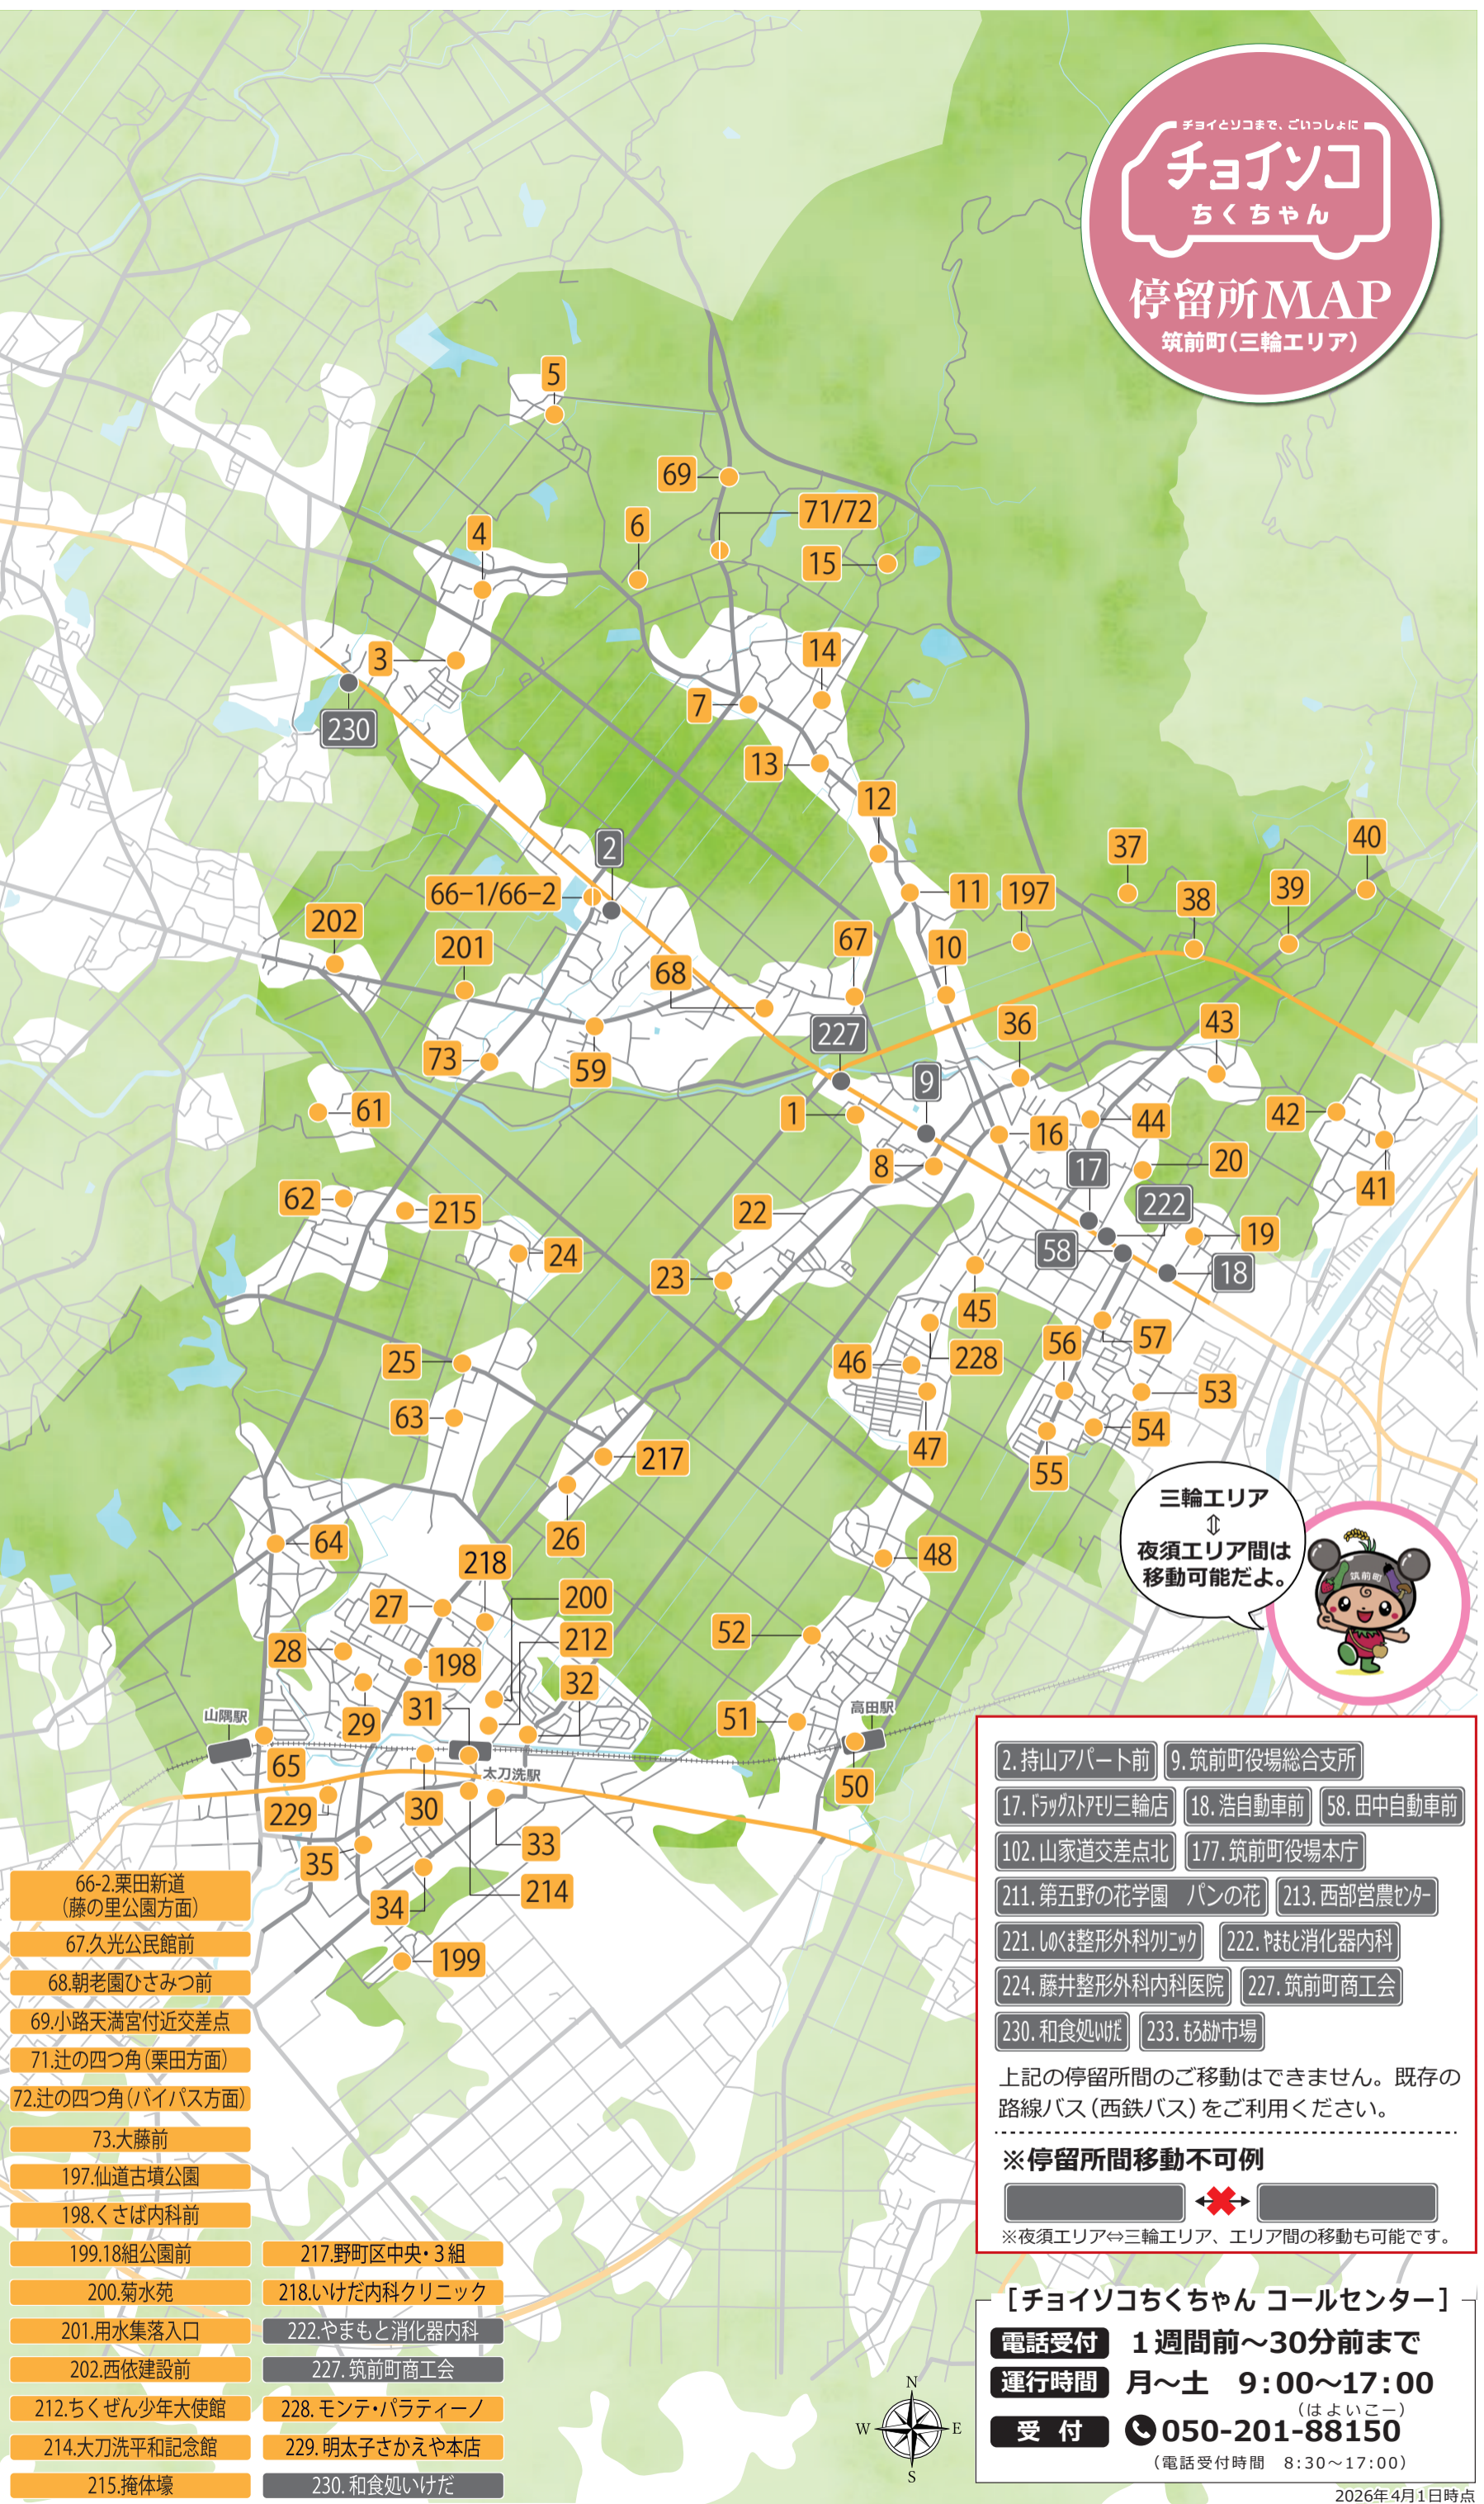 チョイとソコまで、ごいっしょに
チョイソコ
ちくちゃん
停留所MAP
筑前町(三輪エリア)
5
69
71/72
6
4
15
14
3
7
230
13
12
2
37
40
66−1/66−2
11
197
39
38
202
201
67
10
68
36
43
227
73
59
9
61
1
44
42
16
8
17
20
41
62
215
22
222
24
58
19
23
18
45
57
25
46
228
56
53
63
54
47
217
55
26
三輪エリア
⇕
夜須エリア間は
移動可能だよ。
筑前町
64
48
218
200
27
52
212
28
198
32
31
51
高田駅
山隅駅
29
65
太刀洗駅
50
229
30
33
35
214
34
199
66-2.栗田新道
(藤の里公園方面)
67.久光公民館前
68.朝老園ひさみつ前
69.小路天満宮付近交差点
71.辻の四つ角(栗田方面)
72.辻の四つ角(バイパス方面)
73.大藤前
197.仙道古墳公園
198.くさば内科前
199.18組公園前
200.菊水苑
201.用水集落入口
202.西依建設前
212.ちくぜん少年大使館
214.大刀洗平和記念館
215.掩体壕
217.野町区中央・3組
218.いけだ内科クリニック
222.やまもと消化器内科
227.筑前町商工会
228.モンテ・パラティーノ
229.明太子さかえや本店
230.和食処いけだ
2.持山アパート前 9.筑前町役場総合支所
17.ドラッグストアモリ三輪店 18.浩自動車前 58.田中自動車前
102.山家道交差点北 177.筑前町役場本庁
211.第五野の花学園 パンの花 213.西部営農センター
221.しのくま整形外科クリニック 222.やまもと消化器内科
224.藤井整形外科内科医院 227.筑前町商工会
230.和食処いけだ 233.もろおか市場
上記の停留所間のご移動はできません。既存の
路線バス(西鉄バス)をご利用ください。
※停留所間移動不可例
※夜須エリア⇔三輪エリア、エリア間の移動も可能です。
[チョイソコちくちゃん コールセンター]
電話受付 1週間前〜30分前まで
運行時間 月〜土 9:00〜17:00
(はよいこー)
受付 050-201-88150
(電話受付時間 8:30〜17:00)
N
W E
S
2026年4月1日時点